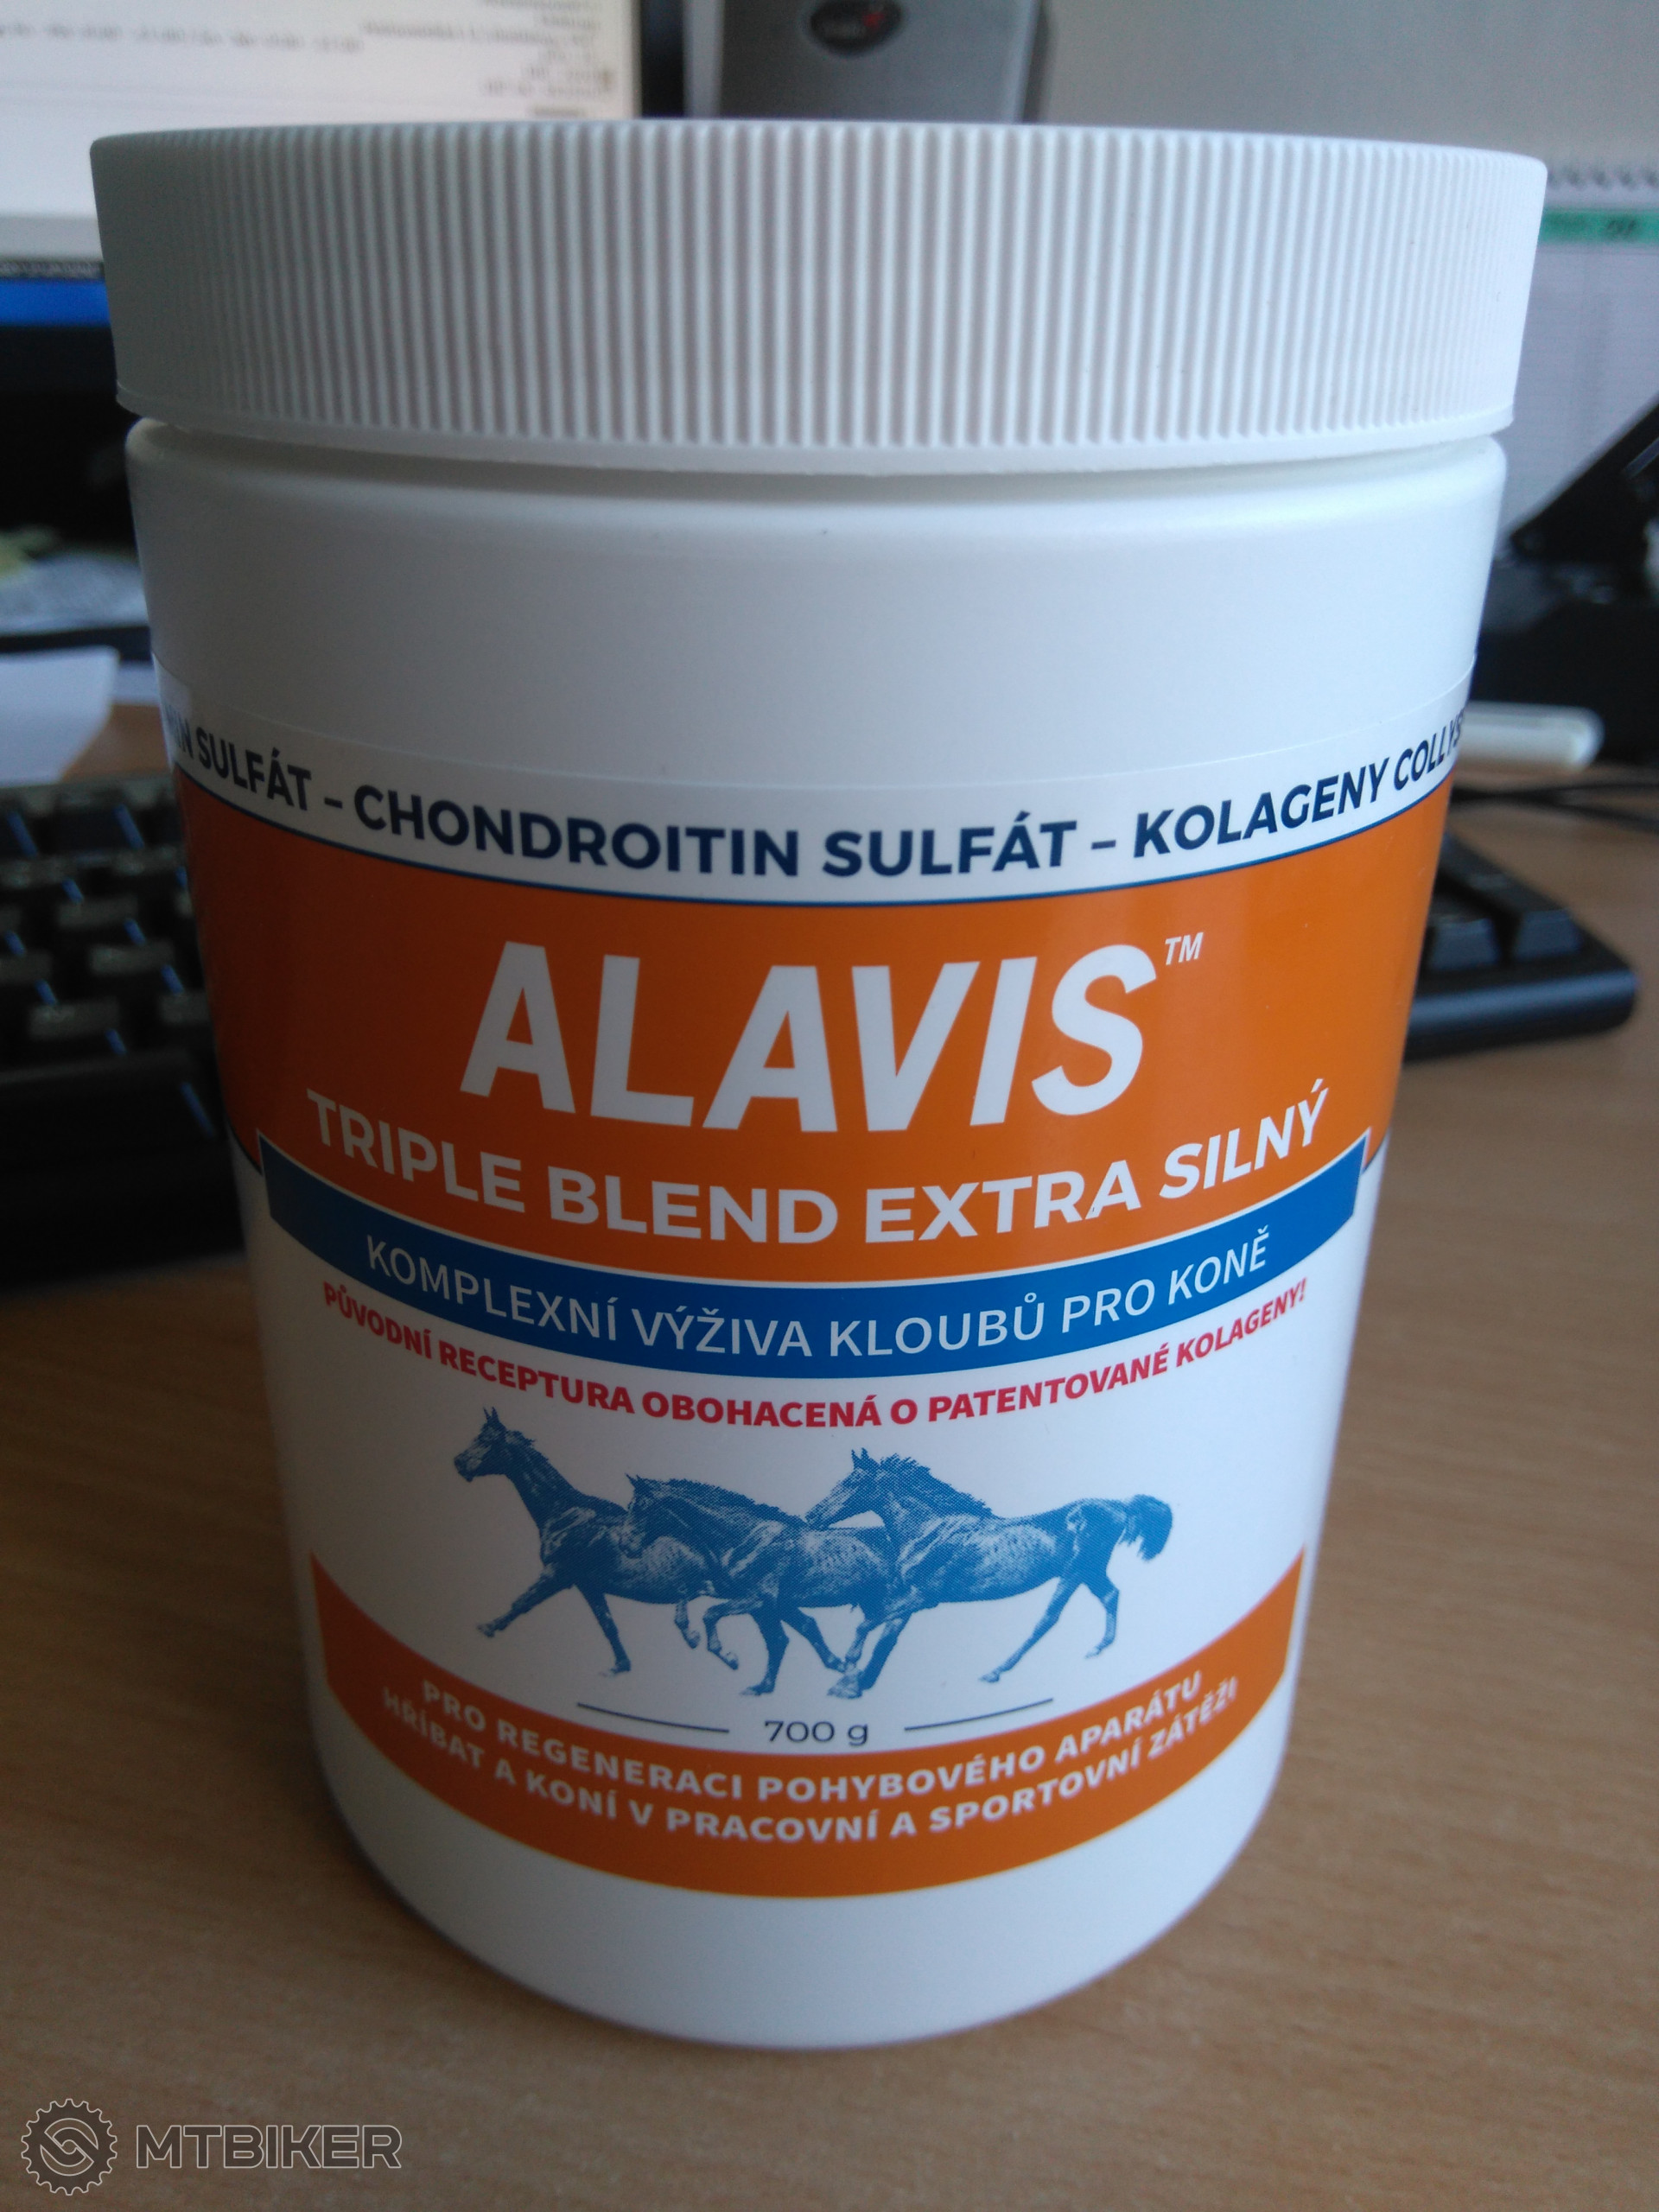 SULFÁT – CHONDROITIN SULFÁT – KOLAGENY
ALAVIS™
TRIPLE BLEND EXTRA SILNÝ
KOMPLEXNÍ VÝŽIVA KLOUBŮ PRO KONĚ
PŮVODNÍ RECEPTURA OBOHACENÁ O PATENTOVANÉ KOLAGENY!
700 g
PRO REGENERACI POHYBOVÉHO APARÁTU
HŘÍBAT A KONÍ V PRACOVNÍ A SPORTOVNÍ ZÁTĚŽI
MTBIKER